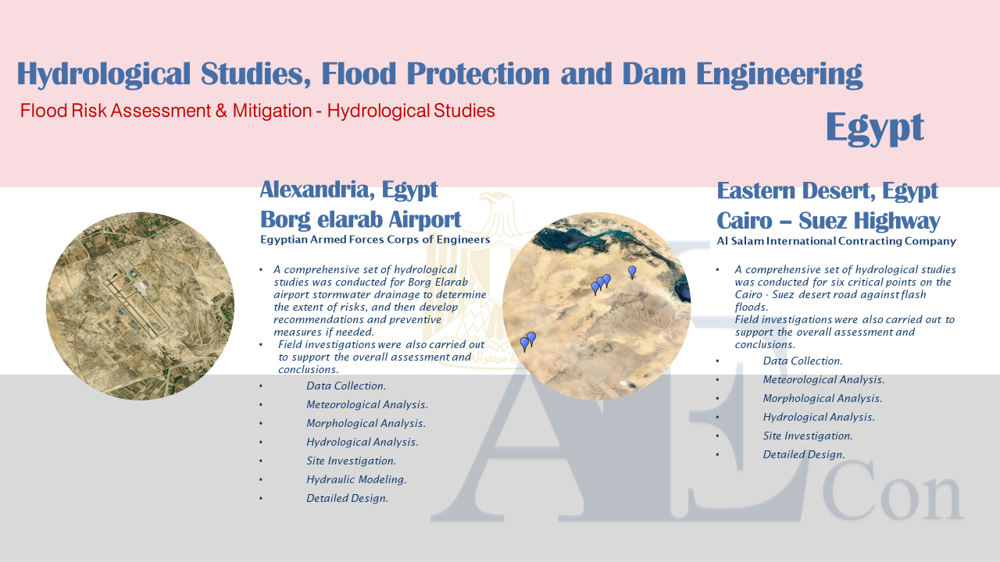 Hydrological Studies, Flood Protection and Dam Engineering
Flood Risk Assessment & Mitigation - Hydrological Studies
Egypt
Alexandria, Egypt
Borg elarab Airport
Egyptian Armed Forces Corps of Engineers
• A comprehensive set of hydrological
studies was conducted for Borg Elarab
airport stormwater drainage to determine
the extent of risks, and then develop
recommendations and preventive
measures if needed.
• Field investigations were also carried out
to support the overall assessment and
conclusions.
• Data Collection.
• Meteorological Analysis.
• Morphological Analysis.
• Hydrological Analysis.
• Site Investigation.
• Hydraulic Modeling.
• Detailed Design.
Eastern Desert, Egypt
Cairo – Suez Highway
Al Salam International Contracting Company
• A comprehensive set of hydrological studies
was conducted for six critical points on the
Cairo - Suez desert road against flash
floods.
Field investigations were also carried out to
support the overall assessment and
conclusions.
• Data Collection.
• Meteorological Analysis.
• Morphological Analysis.
• Hydrological Analysis.
• Site Investigation.
• Detailed Design.
AE Con